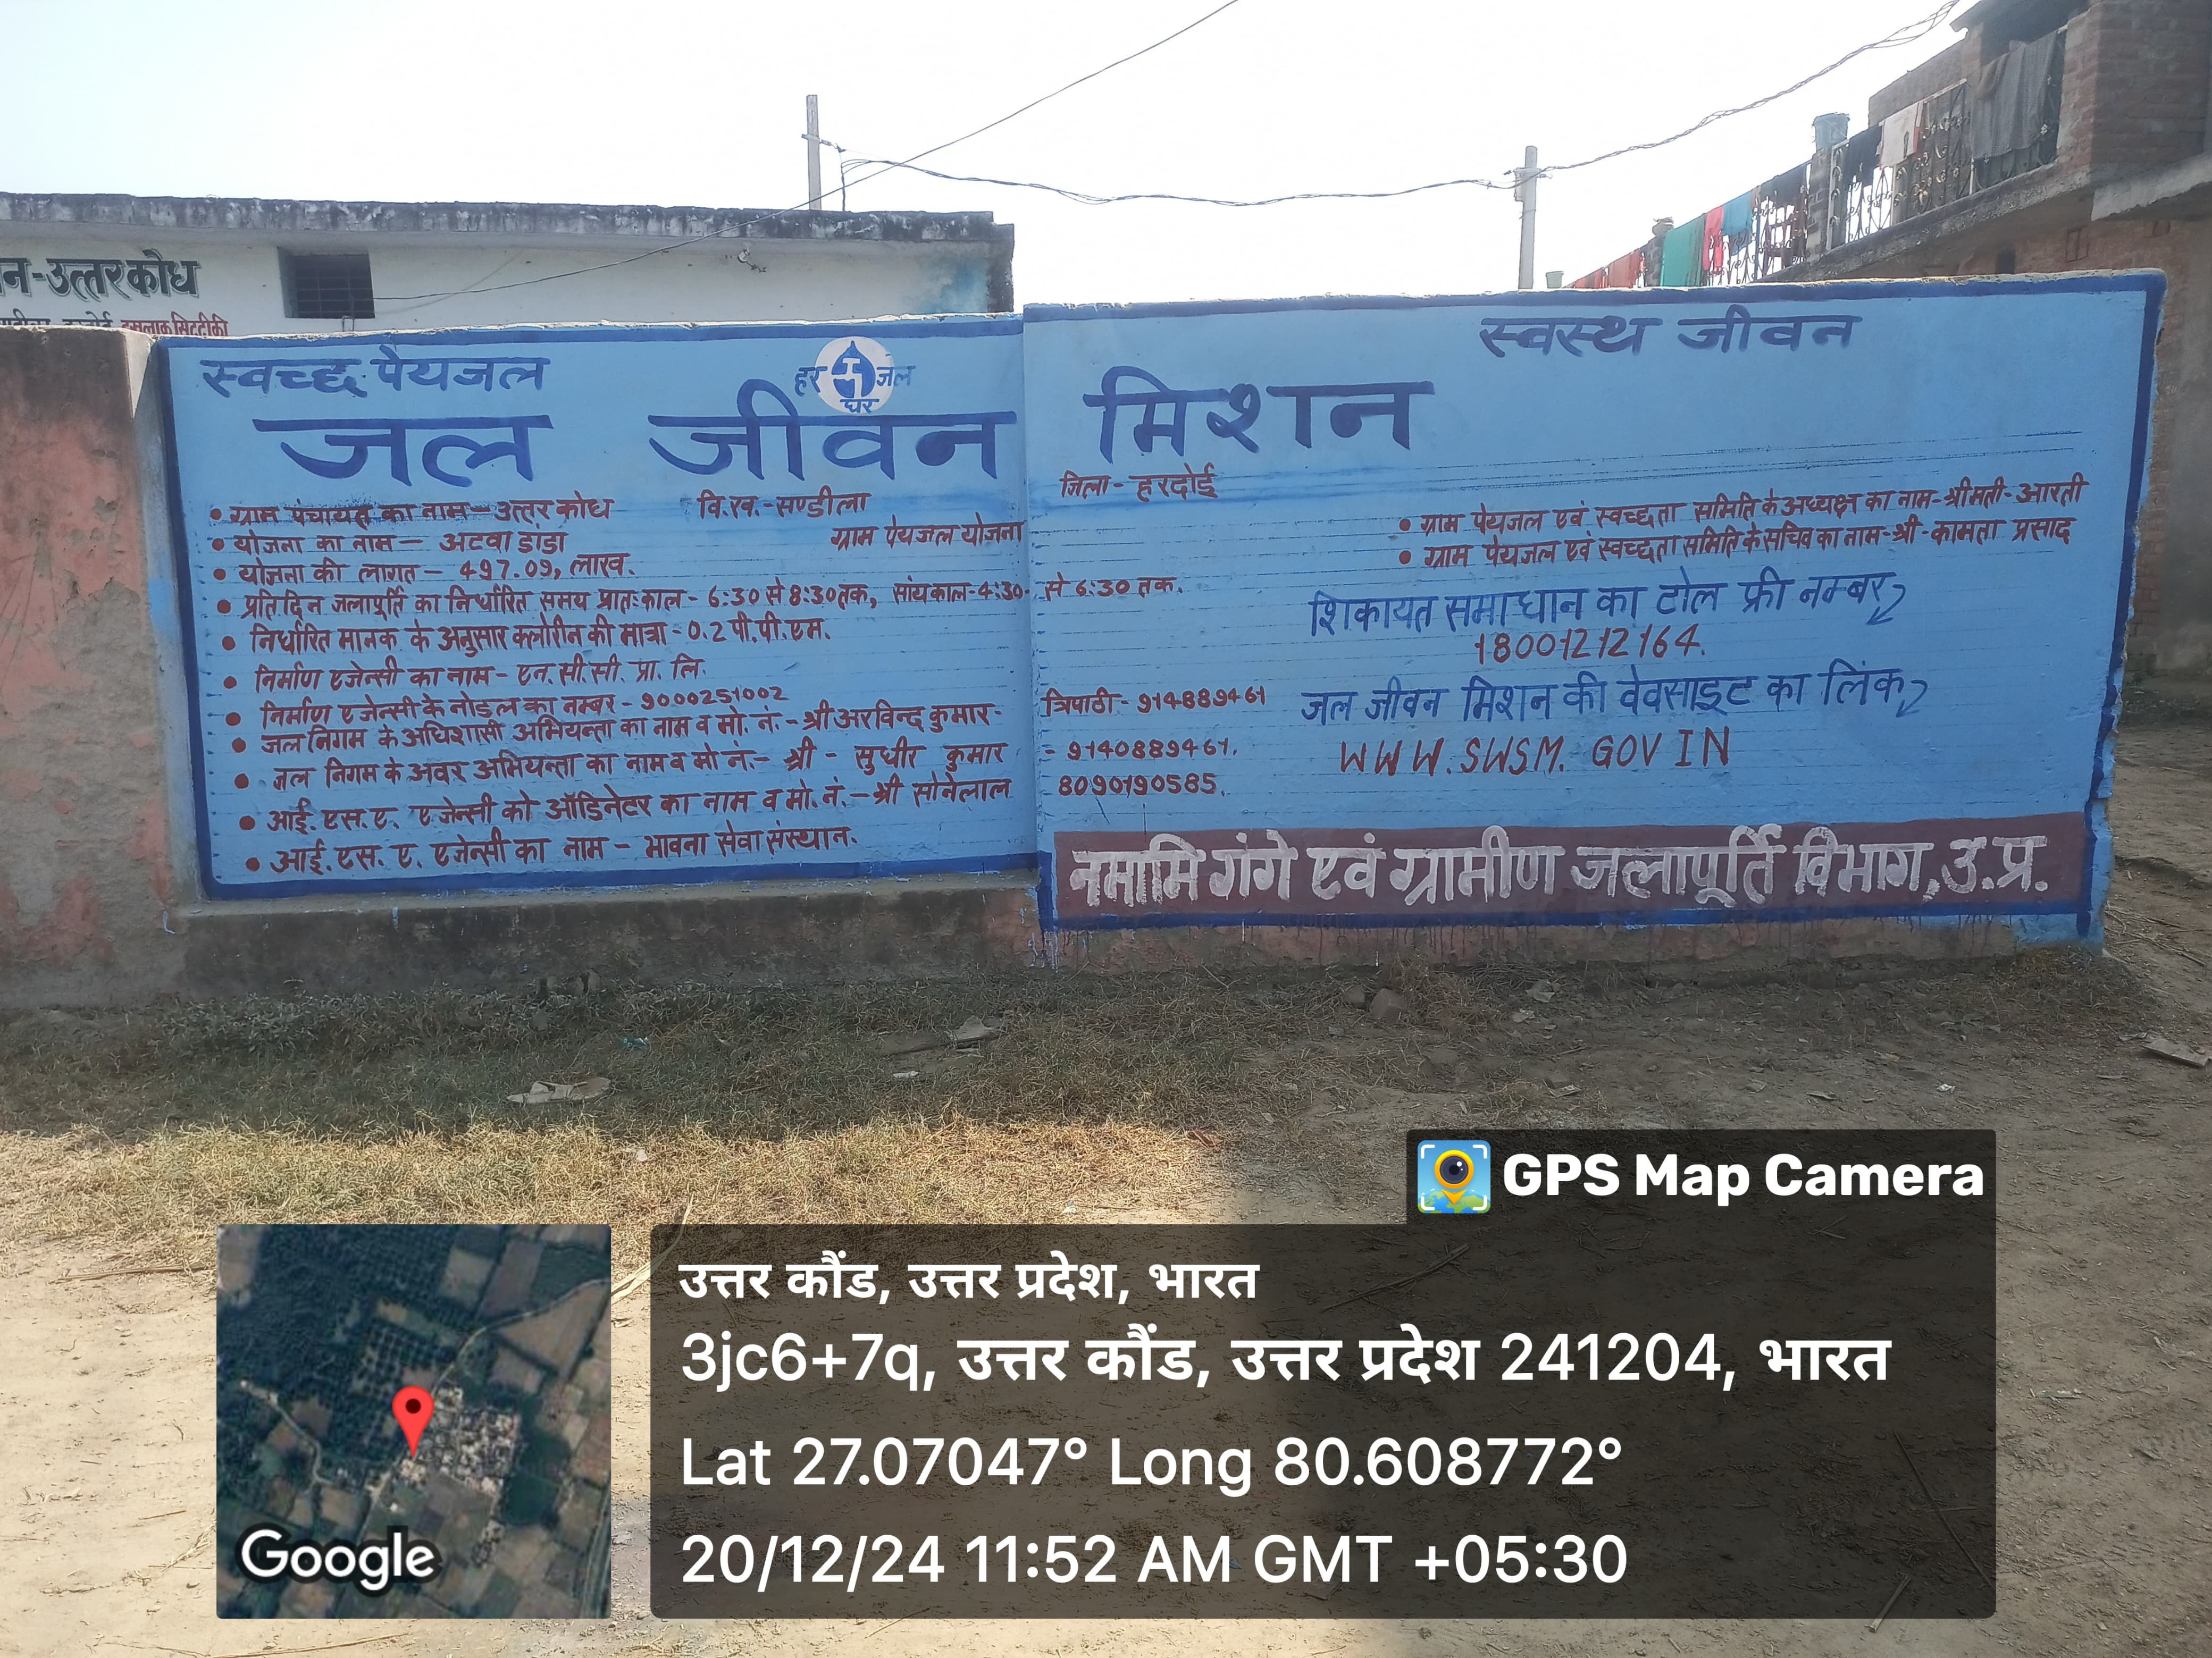 न-उत्तरकोध
इसलाक सिद्दीकी
स्वच्छ पेयजल
हर घर जल
स्वस्थ जीवन
जल जीवन मिशन
• ग्राम पंचायत का नाम - उत्तर कोध वि.ख.-सण्डीला जिला - हरदोई
• योजना का नाम - अटवा डांडा ग्राम पेयजल योजना
• योजना की लागत - 497.09, लाख.
• प्रतिदिन जलापूर्ति का निर्धारित समय प्रातःकाल - 6:30 से 8:30 तक, सांयकाल-4:30- से 6:30 तक.
• निर्धारित मानक के अनुसार क्लोरीन की मात्रा - 0.2 पी.पी.एम.
• निर्माण एजेन्सी का नाम - एन.सी.सी. प्रा. लि.
• निर्माण एजेन्सी के नोडल का नम्बर - 9000251002
• जल निगम के अधिशासी अभियन्ता का नाम व मो. नं. - श्री अरविन्द कुमार- त्रिपाठी - 914889461
• जल निगम के अवर अभियन्ता का नाम व मो नं.- श्री - सुधीर कुमार - 9140889461.
• आई.एस.ए. एजेन्सी को ऑडिनेटर का नाम व मो. नं. - श्री सोनेलाल 8090190585.
• आई.एस. ए. एजेन्सी का नाम - भावना सेवा संस्थान.
• ग्राम पेयजल एवं स्वच्छता समिति के अध्यक्ष का नाम-श्रीमती-आरती
• ग्राम पेयजल एवं स्वच्छता समिति के सचिव का नाम-श्री-कामता प्रसाद
शिकायत समाधान का टोल फ्री नम्बर
18001212164.
जल जीवन मिशन की वेवसाइट का लिंक
WWW.SWSM. GOV IN
नमामि गंगे एवं ग्रामीण जलापूर्ति विभाग, उ.प्र.
GPS Map Camera
उत्तर कौंड, उत्तर प्रदेश, भारत
3jc6+7q, उत्तर कौंड, उत्तर प्रदेश 241204, भारत
Lat 27.07047° Long 80.608772°
20/12/24 11:52 AM GMT +05:30
Google